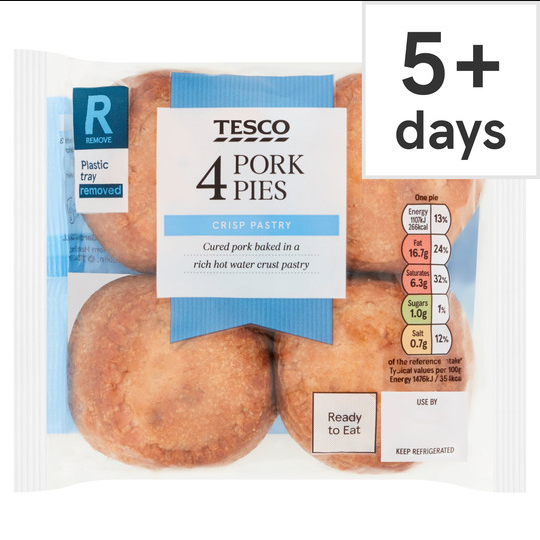 5+
days
R
REMOVE
Plastic
tray
removed
TESCO
4 PORK
PIES
CRISP PASTRY
Cured pork baked in a
rich hot water crust pastry
One pie
Energy
1107kJ
266kcal
13%
Fat
16.7g
24%
Saturates
6.3g
32%
Sugars
1.0g
1%
Salt
0.7g
12%
of the reference intake*
Typical values per 100g
Energy 1476kJ /
Ready
to Eat
USE BY
KEEP REFRIGERATED